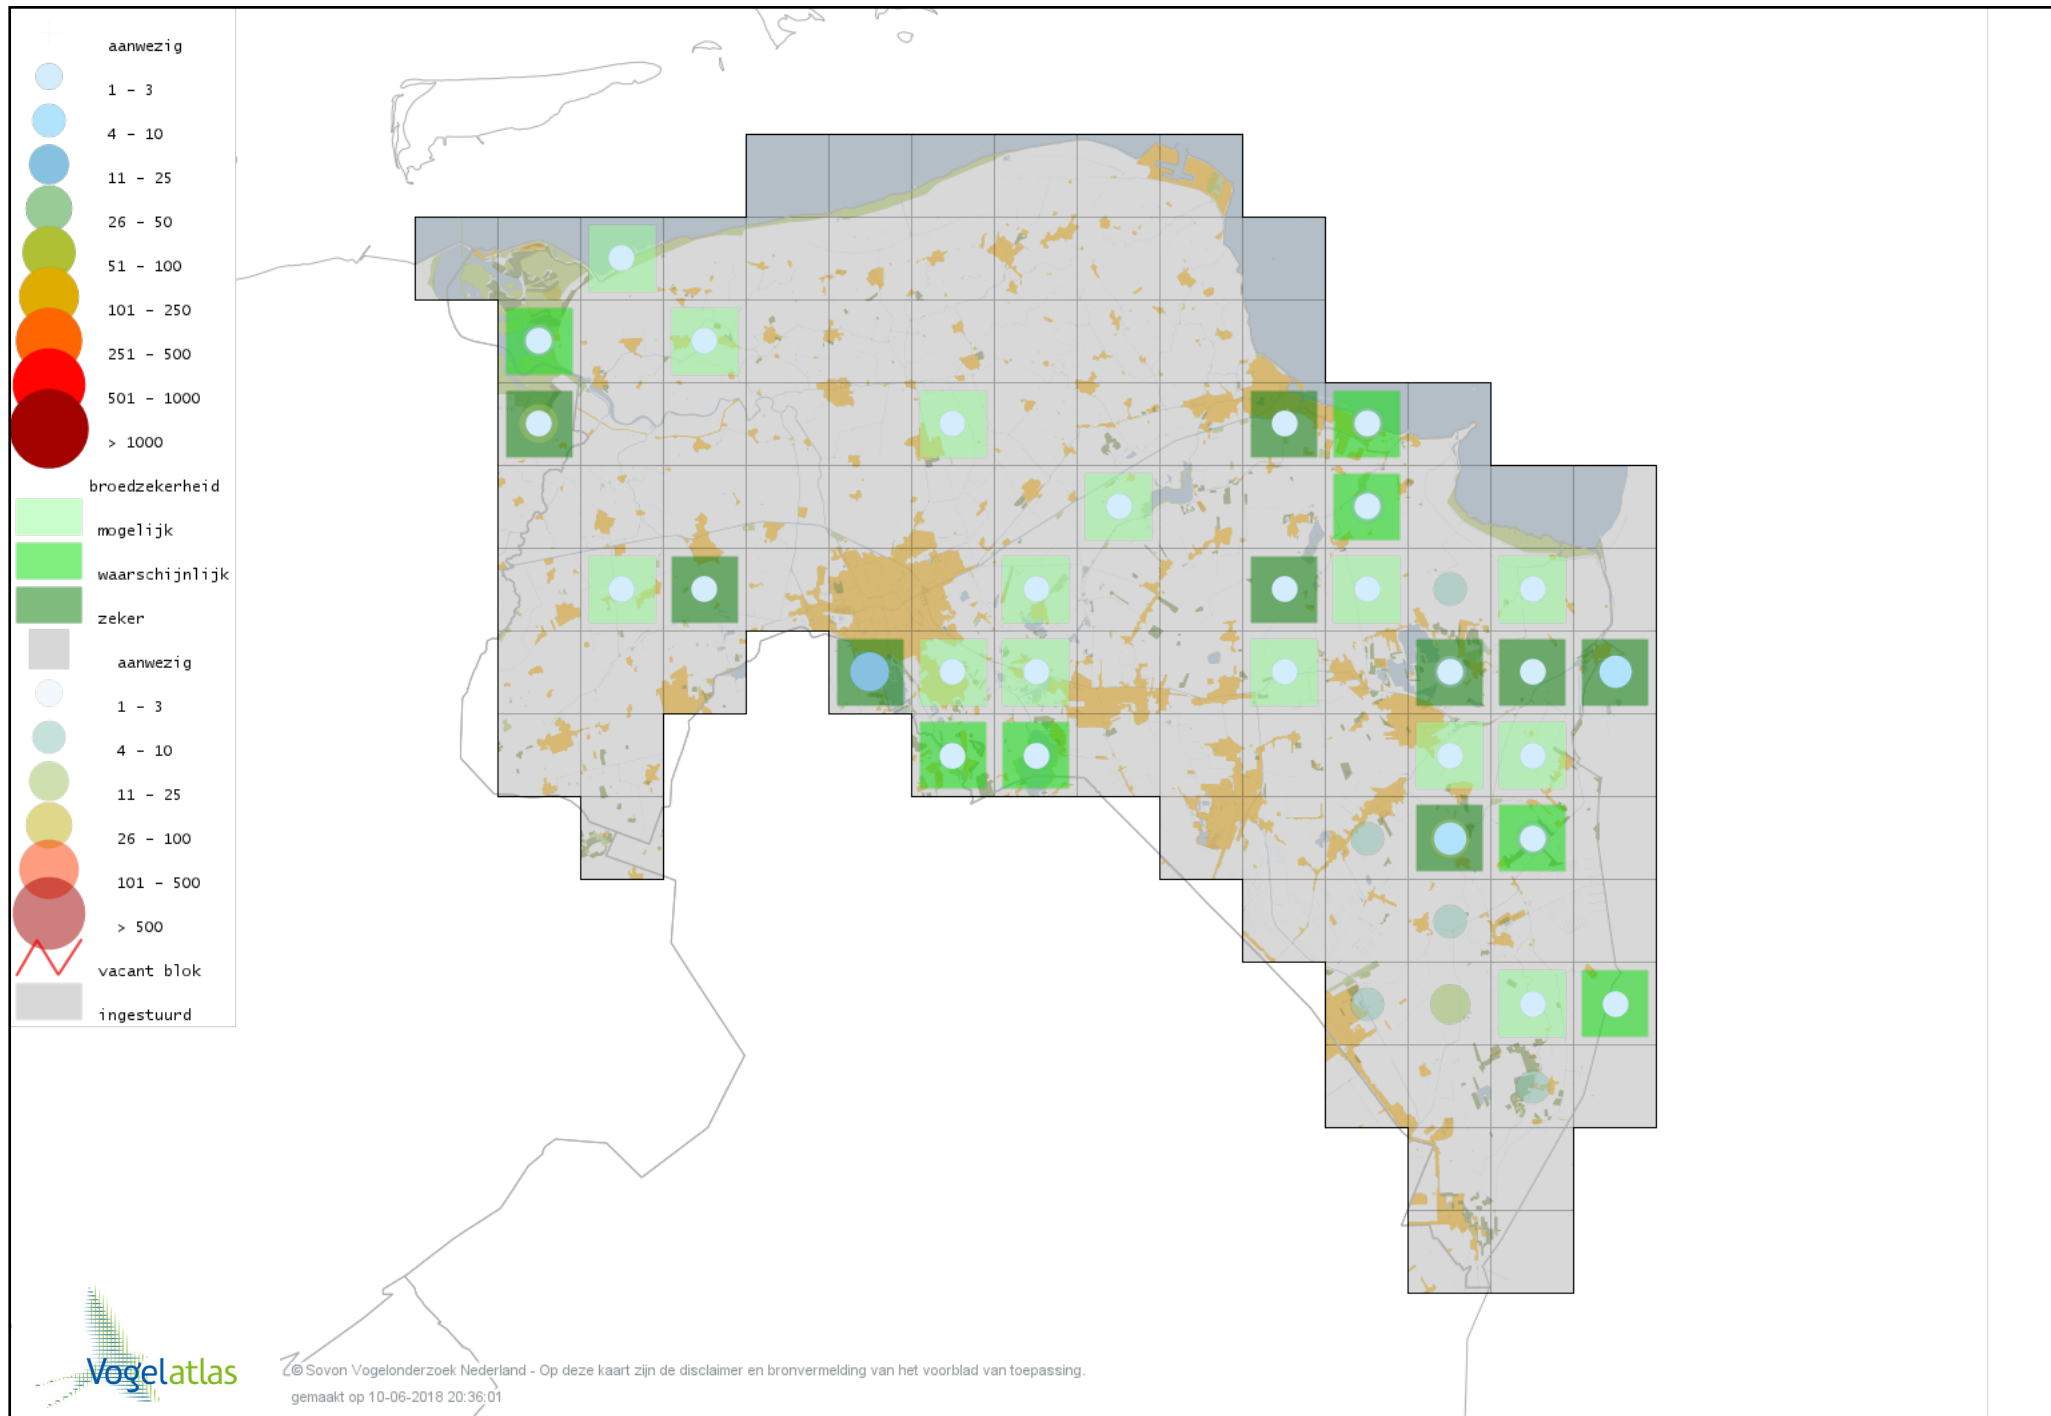 aanwezig
1 - 3
4 - 10
11 - 25
26 - 50
51 - 100
101 - 250
251 - 500
501 - 1000
> 1000
broedzekerheid
mogelijk
waarschijnlijk
zeker
aanwezig
1 - 3
4 - 10
11 - 25
26 - 100
101 - 500
> 500
vacant blok
ingestuurd
Vogelatlas
© Sovon Vogelonderzoek Nederland - Op deze kaart zijn de disclaimer en bronvermelding van het voorblad van toepassing.
gemaakt op 10-06-2018 20:36:01